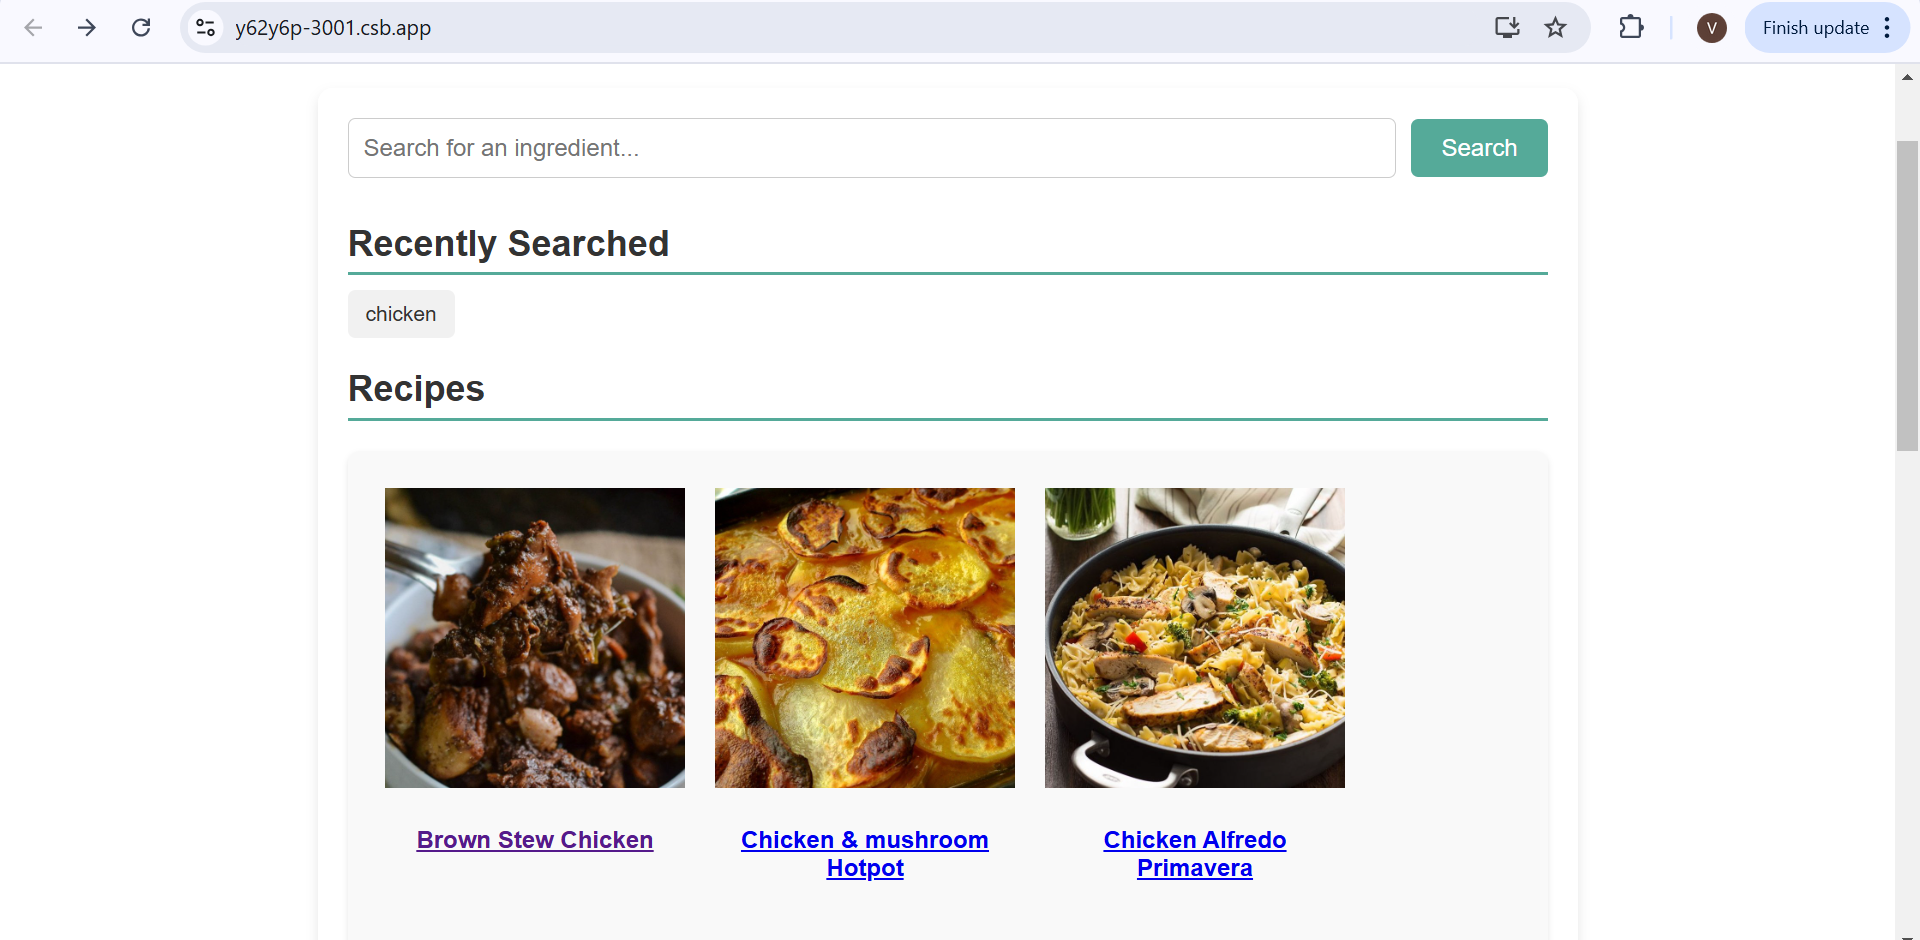 y62y6p-3001.csb.app
V
Finish update
Search for an ingredient...
Search
Recently Searched
chicken
Recipes
Brown Stew Chicken
Chicken & mushroom
Hotpot
Chicken Alfredo
Primavera